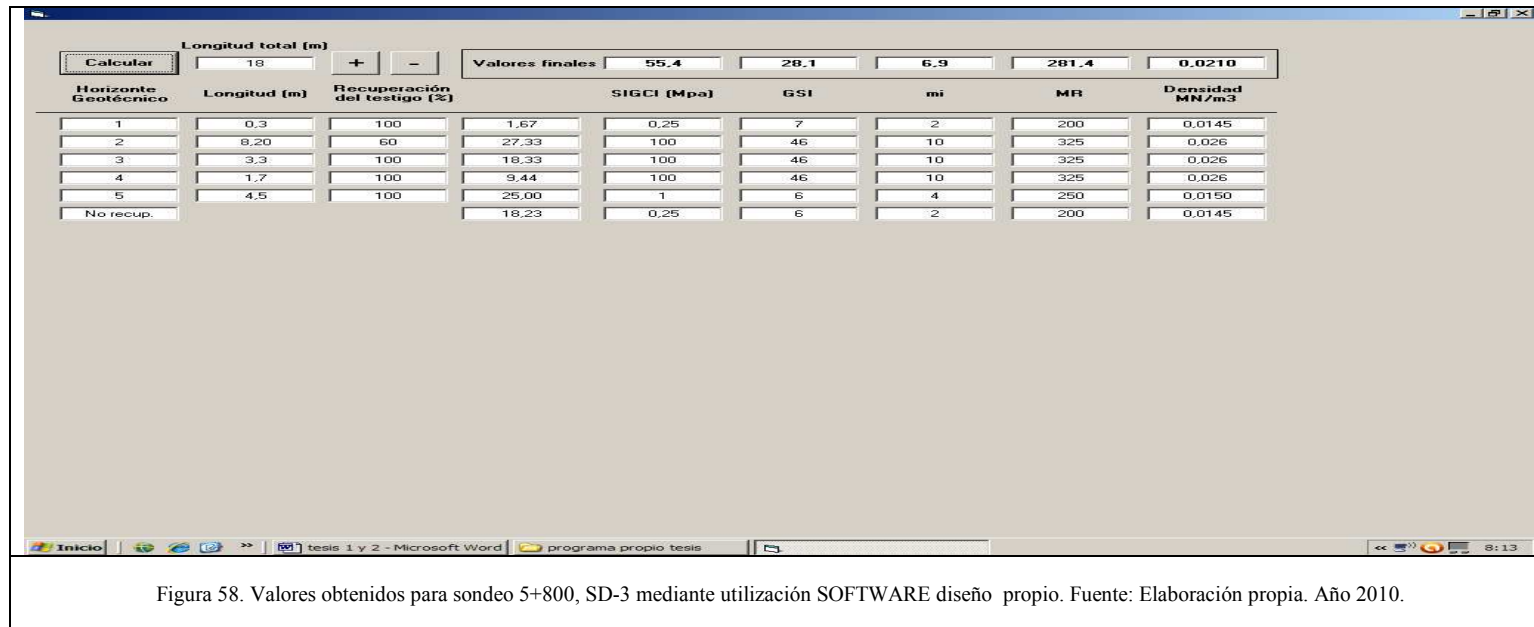 Longitud total (m)
Calcular 18 + - Valores finales 55,4 28,1 6,9 281,4 0,0210
Horizonte Geotécnico Longitud (m) Recuperación del testigo (%) SIGCI (Mpa) GSI mi MR Densidad MN/m3
1 0,3 100 1,67 0,25 7 2 200 0,0145
2 8,20 60 27,33 100 46 10 325 0,026
3 3,3 100 18,33 100 46 10 325 0,026
4 1,7 100 9,44 100 46 10 325 0,026
5 4,5 100 25,00 1 6 4 250 0,0150
No recup. 18,23 0,25 6 2 200 0,0145
Inicio » tesis 1 y 2 - Microsoft Word programa propio tesis « 8:13
Figura 58. Valores obtenidos para sondeo 5+800, SD-3 mediante utilización SOFTWARE diseño propio. Fuente: Elaboración propia. Año 2010.